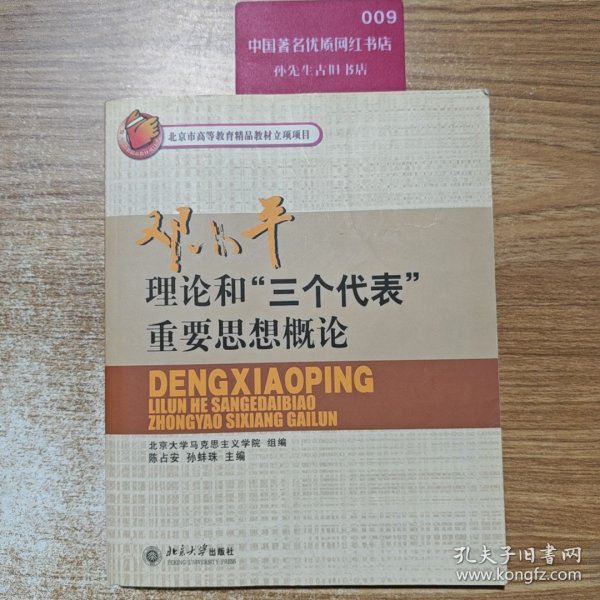 009
中国著名优质网红书店
孙先生古旧书店
北京市高等教育精品教材立项项目
邓小平
理论和“三个代表”
重要思想概论
DENGXIAOPING
LILUN HE SANGEDAIBIAO
ZHONGYAO SIXIANG GAILUN
北京大学马克思主义学院 组编
陈占安 孙蚌珠 主编
北京大学出版社
PEKING UNIVERSITY PRESS
孔夫子旧书网
www.kongfz.com